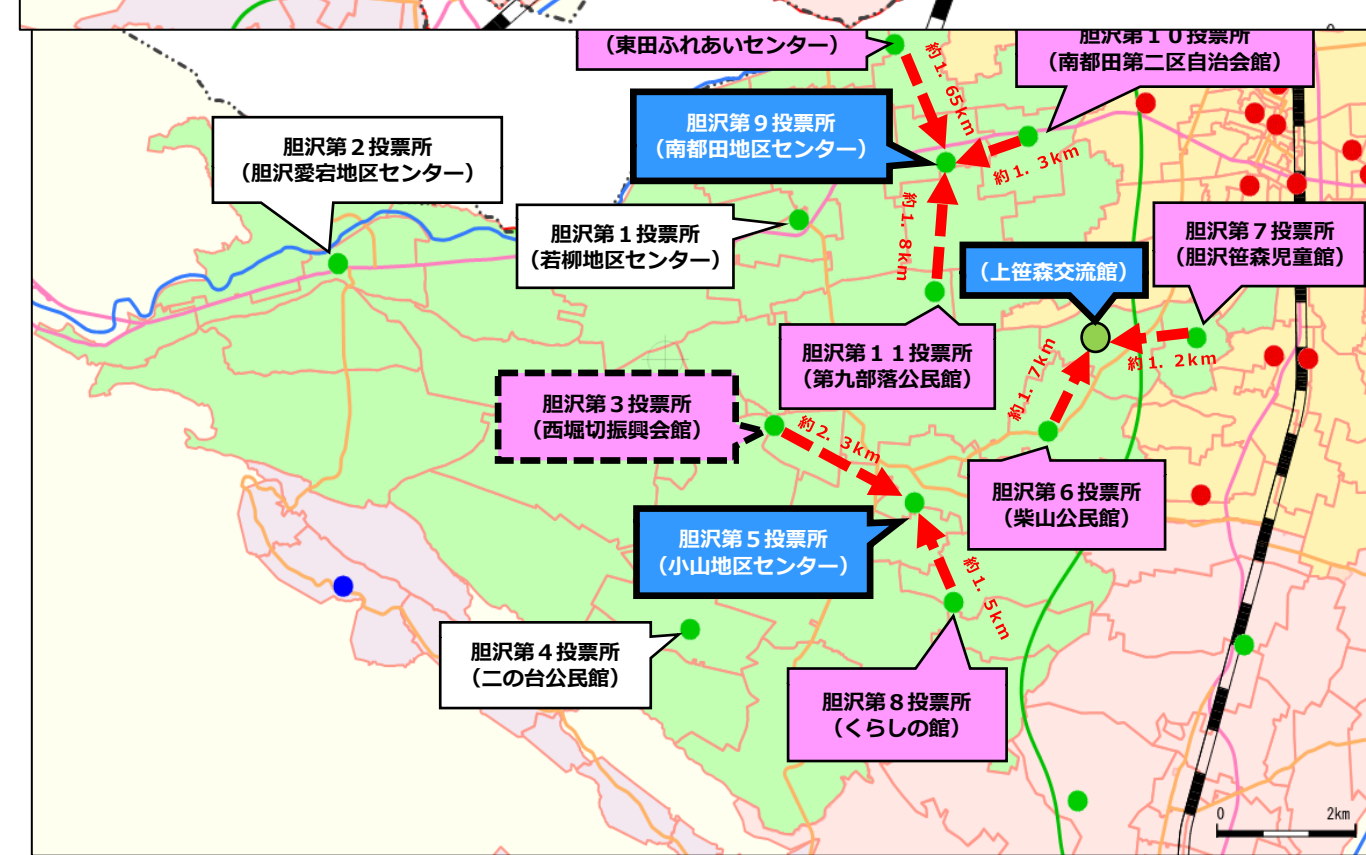 （東田ふれあいセンター）
胆沢第１０投票所
（南都田第二区自治会館）
約１．６５ｋｍ
胆沢第９投票所
（南都田地区センター）
約１．３ｋｍ
胆沢第２投票所
（胆沢愛宕地区センター）
胆沢第１投票所
（若柳地区センター）
約１．８ｋｍ
胆沢第７投票所
（胆沢笹森児童館）
（上笹森交流館）
約１．２ｋｍ
胆沢第１１投票所
（第九部落公民館）
約１．７ｋｍ
胆沢第３投票所
（西堀切振興会館）
約２．３ｋｍ
胆沢第６投票所
（柴山公民館）
胆沢第５投票所
（小山地区センター）
約１．５ｋｍ
胆沢第４投票所
（二の台公民館）
胆沢第８投票所
（くらしの館）
0 2km